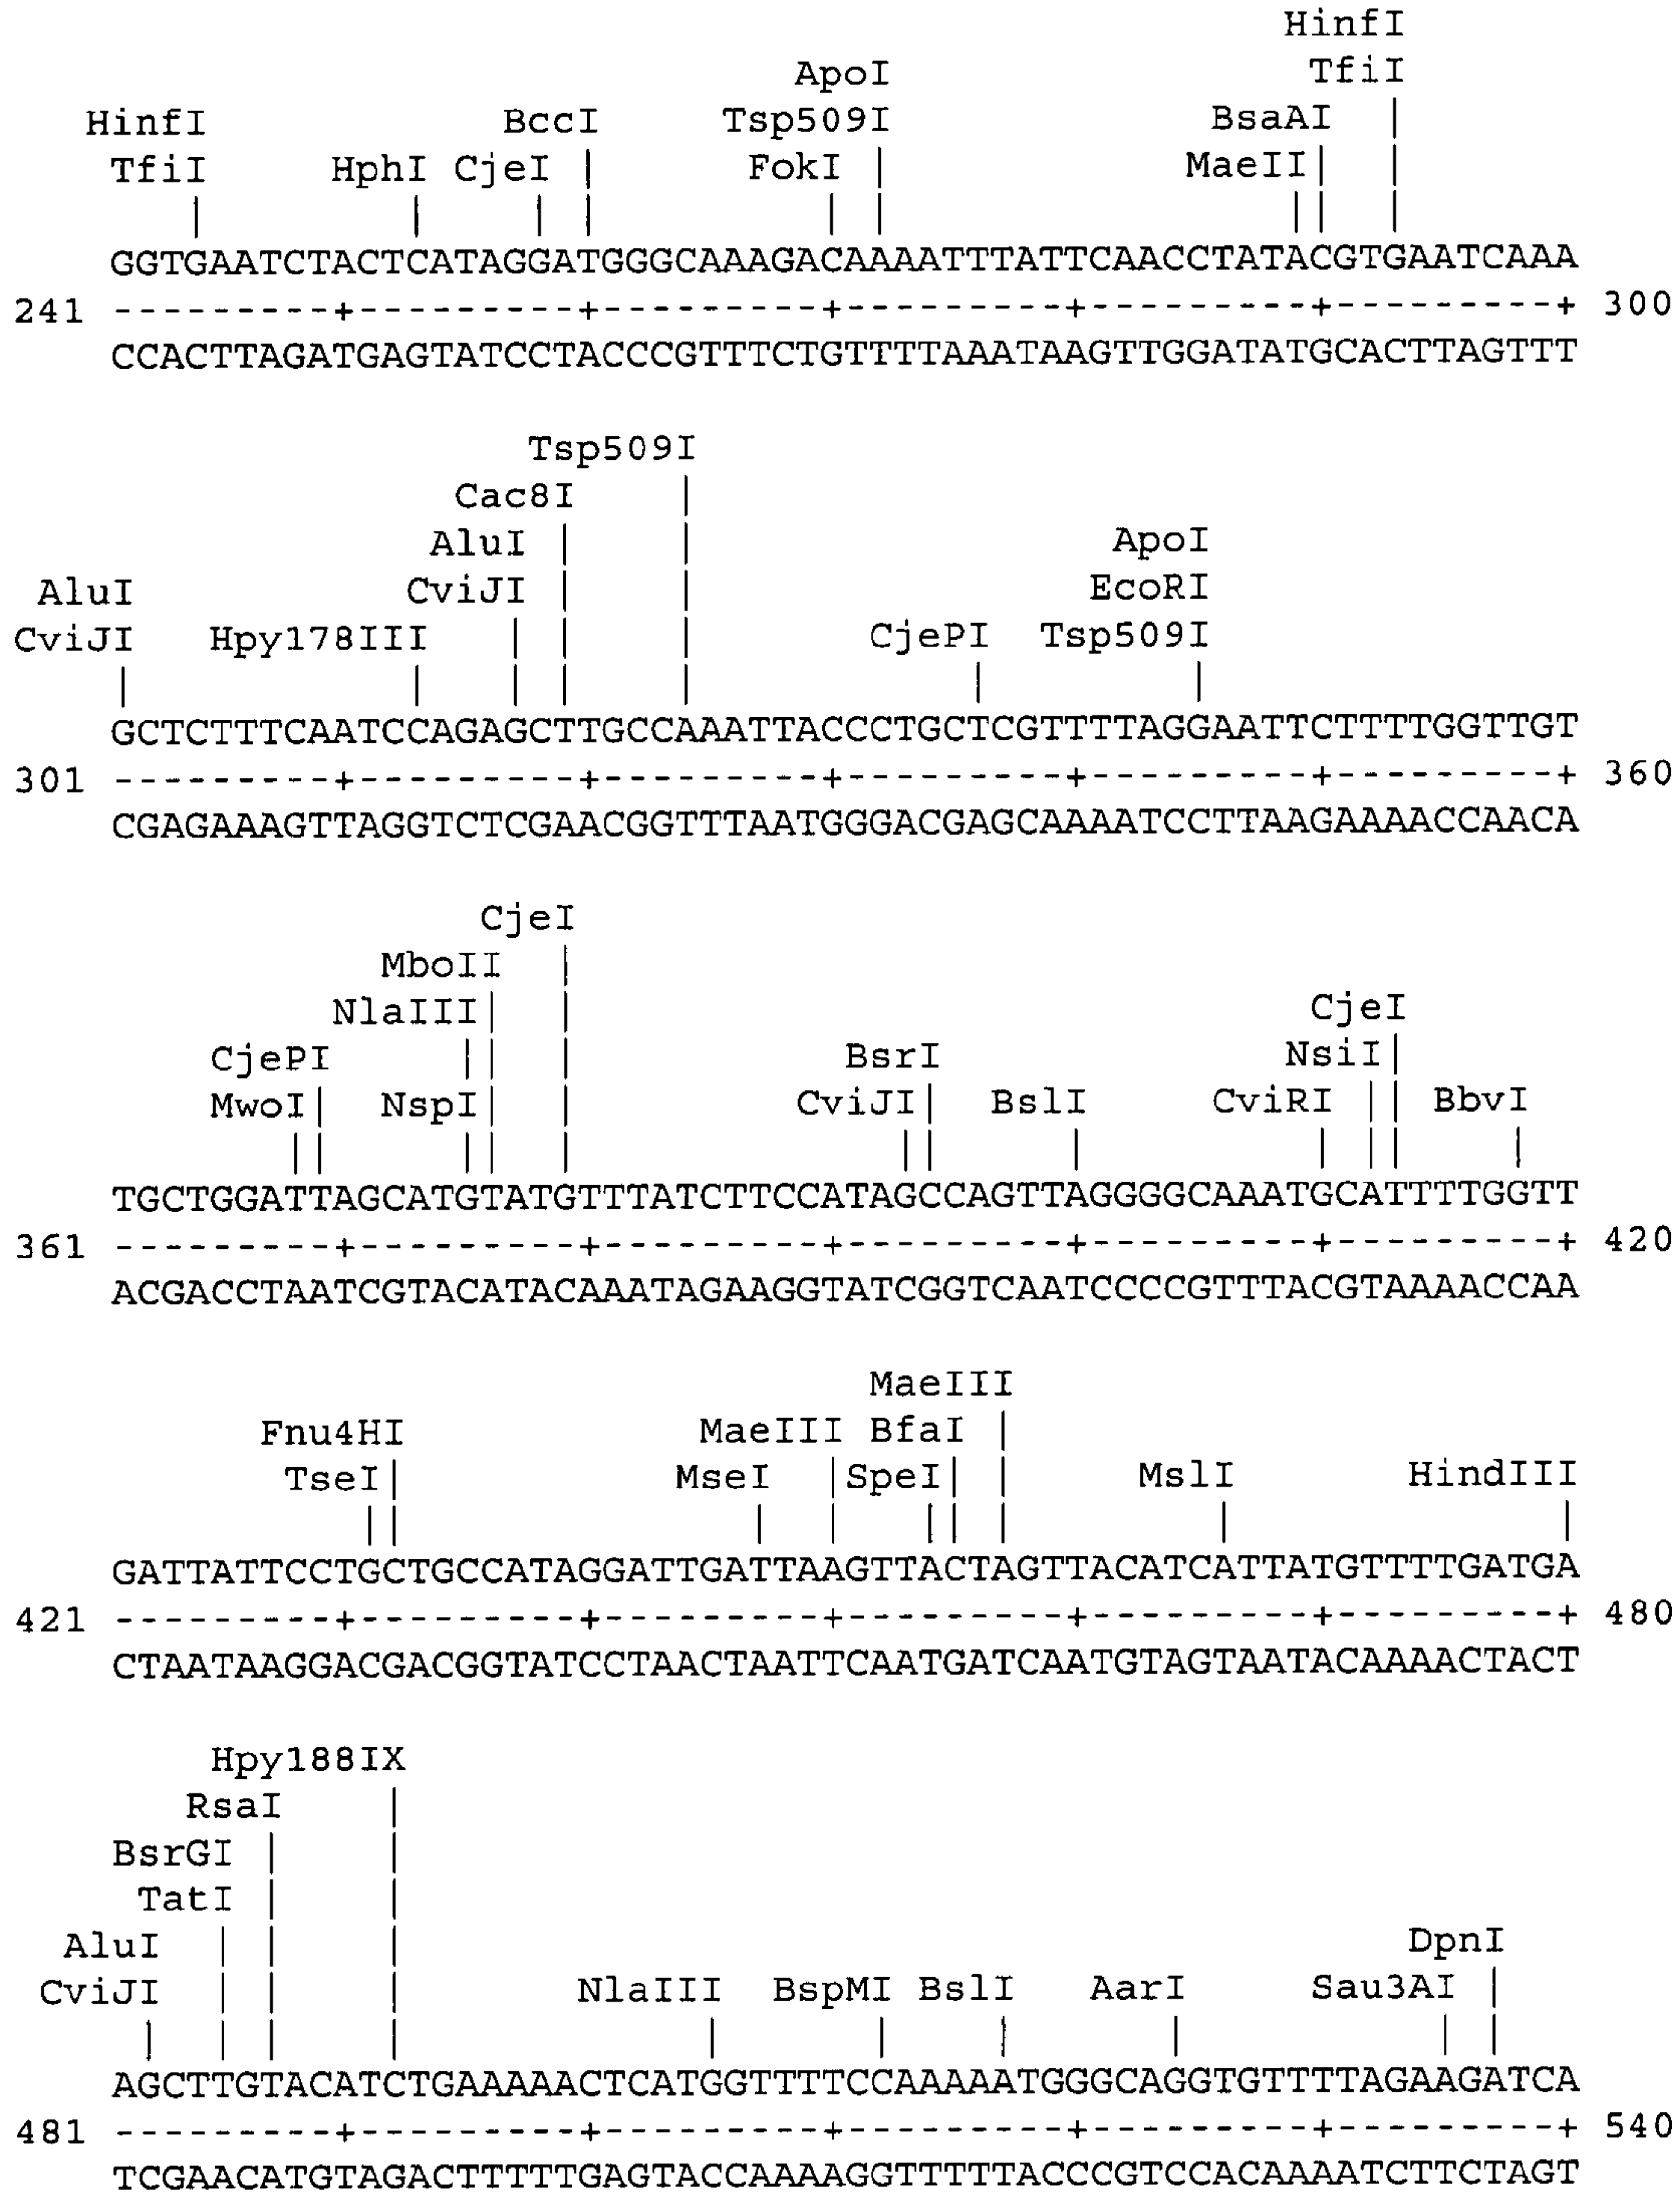 HinfI
ApoI TfiI
HinfI BccI Tsp509I BsaAI
TfiI HphI CjeI FokI MaeII
GGTGAATCTACTCATAGGATGGGCAAAGACAAAATTTATTCAACCTATACGTGAATCAAA
241 ---------+---------+---------+---------+---------+---------+ 300
CCACTTAGATGAGTATCCTACCCGTTTCTGTTTTAAATAAGTTGGATATGCACTTAGTTT
Tsp509I
Cac8I
AluI ApoI
AluI CviJI EcoRI
CviJI Hpy178III CjePI Tsp509I
GCTCTTTCAATCCAGAGCTTGCCAAATTACCCTGCTCGTTTTAGGAATTCTTTTGGTTGT
301 ---------+---------+---------+---------+---------+---------+ 360
CGAGAAAGTTAGGTCTCGAACGGTTTAATGGGACGAGCAAAATCCTTAAGAAAACCAACA
CjeI
MboII
NlaIII CjeI
CjePI BsrI NsiI
MwoI NspI CviJI BslI CviRI BbvI
TGCTGGATTAGCATGTATGTTTATCTTCCATAGCCAGTTAGGGGCAAATGCATTTTGGTT
361 ---------+---------+---------+---------+---------+---------+ 420
ACGACCTAATCGTACATACAAATAGAAGGTATCGGTCAATCCCCGTTTACGTAAAACCAA
MaeIII
Fnu4HI MaeIII BfaI
TseI MseI SpeI MslI HindIII
GATTATTCCTGCTGCCATAGGATTGATTAAGTTACTAGTTACATCATTATGTTTTGATGA
421 ---------+---------+---------+---------+---------+---------+ 480
CTAATAAGGACGACGGTATCCTAACTAATTCAATGATCAATGTAGTAATACAAAACTACT
Hpy188IX
RsaI
BsrGI
TatI
AluI DpnI
CviJI NlaIII BspMI BslI AarI Sau3AI
AGCTTGTACATCTGAAAAACTCATGGTTTTCCAAAAATGGGCAGGTGTTTTAGAAGATCA
481 ---------+---------+---------+---------+---------+---------+ 540
TCGAACATGTAGACTTTTTGAGTACCAAAAGGTTTTTACCCGTCCACAAAATCTTCTAGT